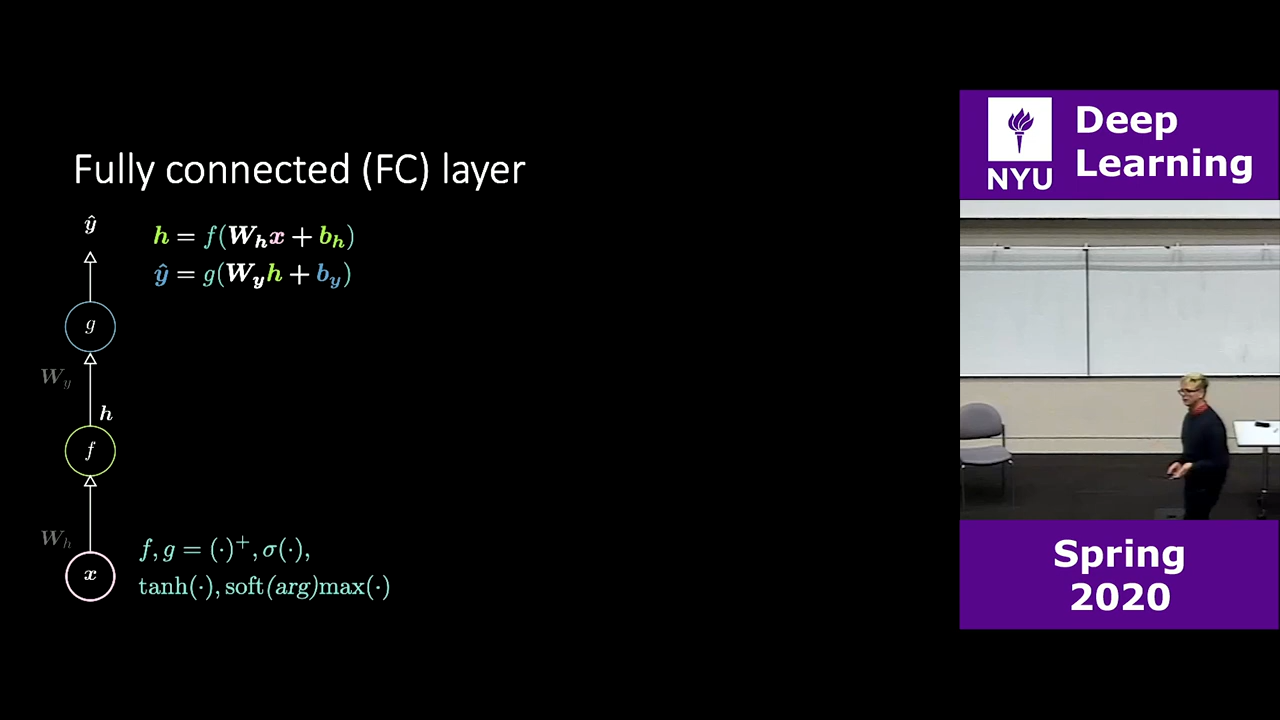 Fully connected (FC) layer
ŷ
h = f(W_h x + b_h)
ŷ = g(W_y h + b_y)
g
W_y
h
f
W_h
x
f, g = (·)⁺, σ(·),
tanh(·), soft(arg)max(·)
NYU
Deep
Learning
Spring
2020